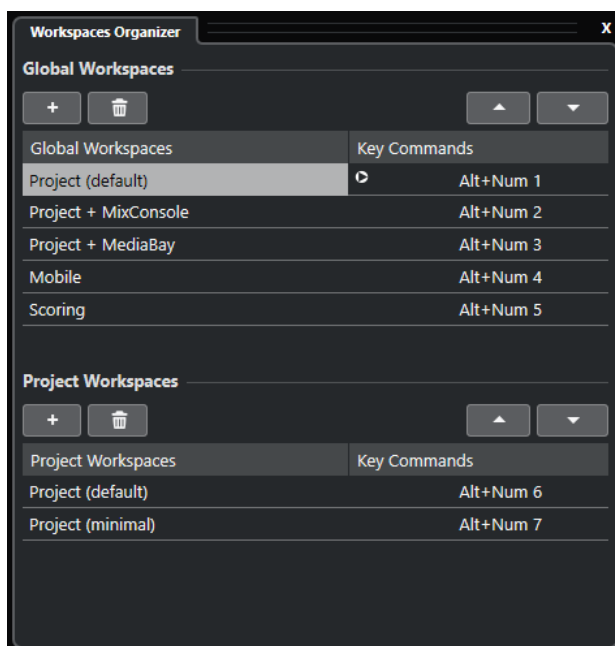 Workspaces Organizer X
Global Workspaces
+
Global Workspaces Key Commands
Project (default) Alt+Num 1
Project + MixConsole Alt+Num 2
Project + MediaBay Alt+Num 3
Mobile Alt+Num 4
Scoring Alt+Num 5
Project Workspaces
+
Project Workspaces Key Commands
Project (default) Alt+Num 6
Project (minimal) Alt+Num 7